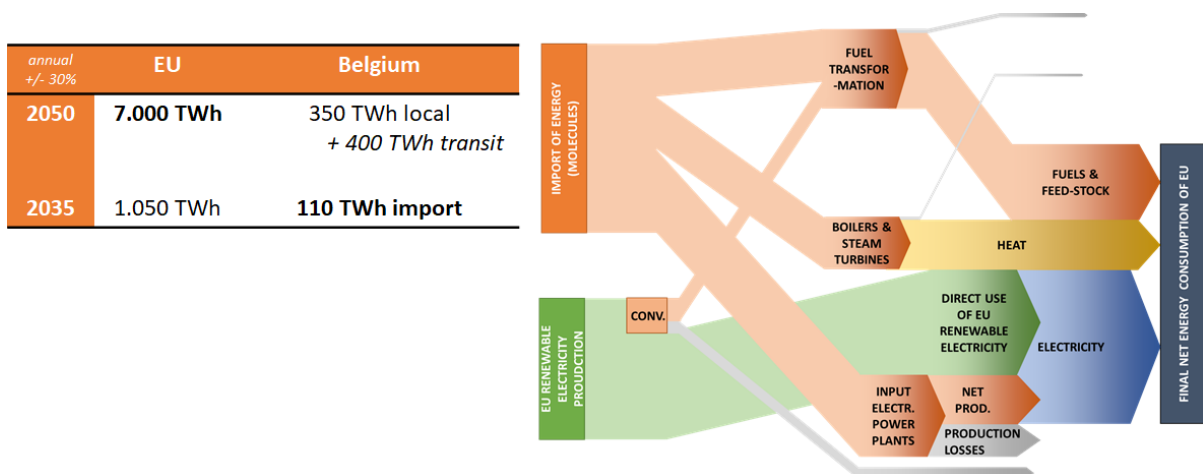 annual
+/- 30%
EU
Belgium
2050
7.000 TWh
350 TWh local
+ 400 TWh transit
2035
1.050 TWh
110 TWh import
IMPORT OF ENERGY
(MOLECULES)
EU RENEWABLE
ELECTRICITY
PROUDCTION
CONV.
FUEL
TRANSFOR
-MATION
BOILERS &
STEAM
TURBINES
HEAT
FUELS &
FEED-STOCK
DIRECT USE
OF EU
RENEWABLE
ELECTRICITY
ELECTRICITY
INPUT
ELECTR.
POWER
PLANTS
NET
PROD.
PRODUCTION
LOSSES
FINAL NET ENERGY CONSUMPTION OF EU